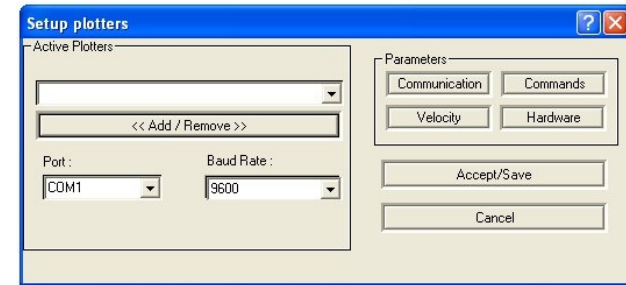 Setup plotters
Active Plotters
<< Add / Remove >>
Port :
Baud Rate :
COM1
9600
Parameters
Communication
Commands
Velocity
Hardware
Accept/Save
Cancel